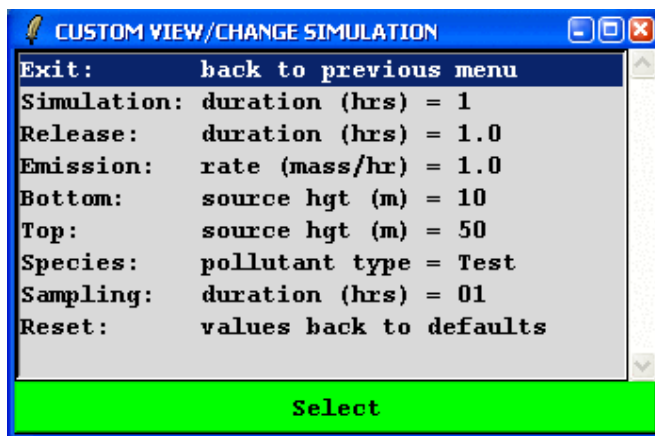 CUSTOM VIEW/CHANGE SIMULATION
Exit: back to previous menu
Simulation: duration (hrs) = 1
Release: duration (hrs) = 1.0
Emission: rate (mass/hr) = 1.0
Bottom: source hgt (m) = 10
Top: source hgt (m) = 50
Species: pollutant type = Test
Sampling: duration (hrs) = 01
Reset: values back to defaults
Select